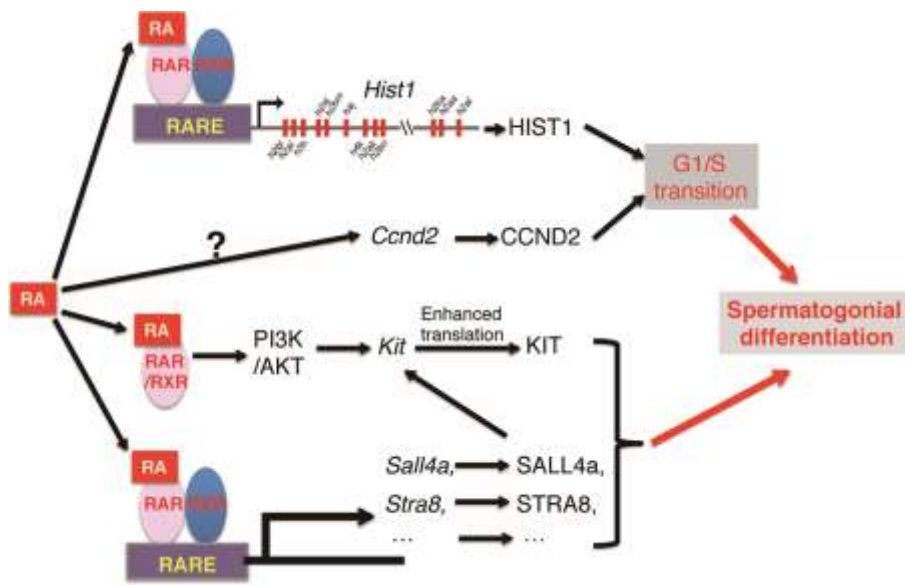 RA
RAR
RARE
Hist1
HIST1
G1/S
transition
?
Ccnd2
CCND2
RA
Spermatogonial
differentiation
RA
RAR
/RXR
PI3K
/AKT
Kit
Enhanced
translation
KIT
RA
RAR
RARE
Sall4a,
SALL4a,
Stra8,
STRA8,
...
...